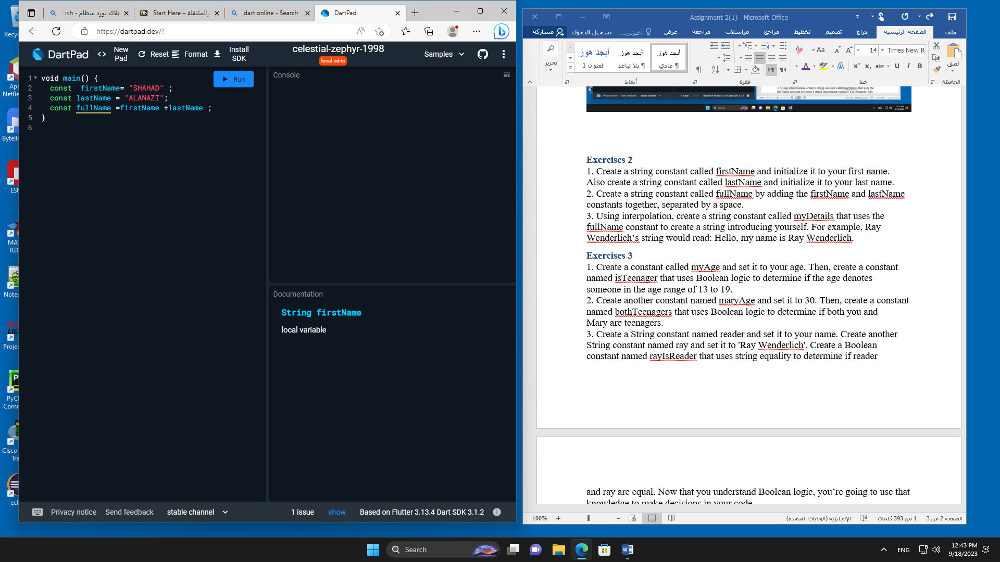 بلاك بورد سطام - Search
Start Here – والمتنقلة...
dart online - Search
DartPad
https://dartpad.dev/?
DartPad
New Pad
Reset
Format
Install SDK
celestial-zephyr-1998
local edits
Samples
1 void main() {
2 const  firstName= "SHAHAD" ;
3 const lastName = "ALANAZI";
4 const fullName =firstName +lastName ;
5 }
6
Run
Console
Documentation
String firstName
local variable
Privacy notice
Send feedback
stable channel
1 issue
show
Based on Flutter 3.13.4 Dart SDK 3.1.2
Assignment 2(1) - Microsoft Office
ملف
الصفحة الرئيسية
إدراج
تصميم
تخطيط
مراجع
مراسلات
مراجعة
عرض
أخبرني...
تسجيل الدخول
مشاركة
لصق
الحافظة
Times New R
14
خط
فقرة
أبجد هوز
عادي
أبجد هوز
بلا تباعد
أبجد هوز
العنوان 1
أنماط
تحرير
Exercises 2
1. Create a string constant called firstName and initialize it to your first name.
Also create a string constant called lastName and initialize it to your last name.
2. Create a string constant called fullName by adding the firstName and lastName
constants together, separated by a space.
3. Using interpolation, create a string constant called myDetails that uses the
fullName constant to create a string introducing yourself. For example, Ray
Wenderlich’s string would read: Hello, my name is Ray Wenderlich.
Exercises 3
1. Create a constant called myAge and set it to your age. Then, create a constant
named isTeenager that uses Boolean logic to determine if the age denotes
someone in the age range of 13 to 19.
2. Create another constant named maryAge and set it to 30. Then, create a constant
named bothTeenagers that uses Boolean logic to determine if both you and
Mary are teenagers.
3. Create a String constant named reader and set it to your name. Create another
String constant named ray and set it to 'Ray Wenderlich'. Create a Boolean
constant named rayIsReader that uses string equality to determine if reader
and ray are equal. Now that you understand Boolean logic, you’re going to use that
knowledge to make decisions in your code.
الصفحة 2 من 3
1 من 393 كلمات
الإنجليزية (الولايات المتحدة)
100%
Search
ENG
12:43 PM
9/18/2023